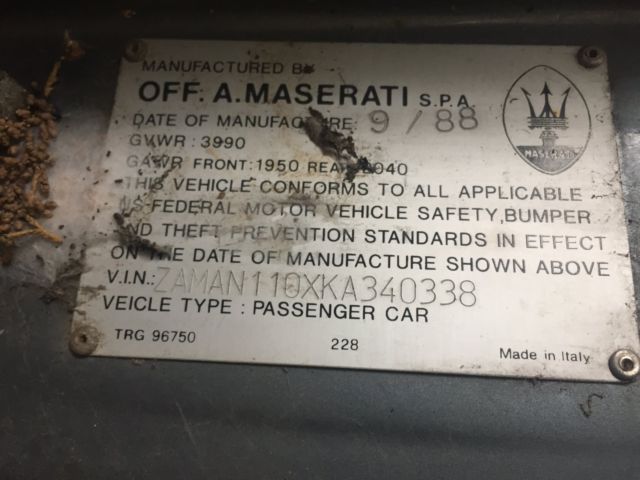 MANUFACTURED BY
OFF. A. MASERATI S.P.A.
MASERATI
DATE OF MANUFACTURE: 9 / 88
GVWR : 3990
GAWR FRONT: 1950 REAR 2040
THIS VEHICLE CONFORMS TO ALL APPLICABLE
US FEDERAL MOTOR VEHICLE SAFETY, BUMPER
AND THEFT PREVENTION STANDARDS IN EFFECT
ON THE DATE OF MANUFACTURE SHOWN ABOVE
V.I.N.: ZAMAN110XKA340338
VEICLE TYPE : PASSENGER CAR
TRG 96750 228 Made in Italy